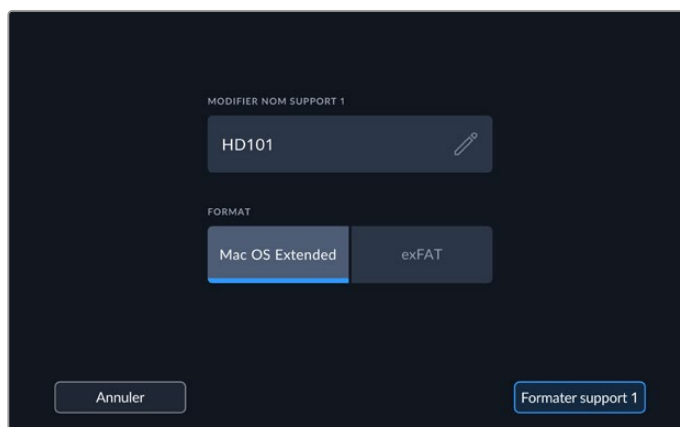 MODIFIER NOM SUPPORT 1
HD101
FORMAT
Mac OS Extended exFAT
Annuler Formater support 1